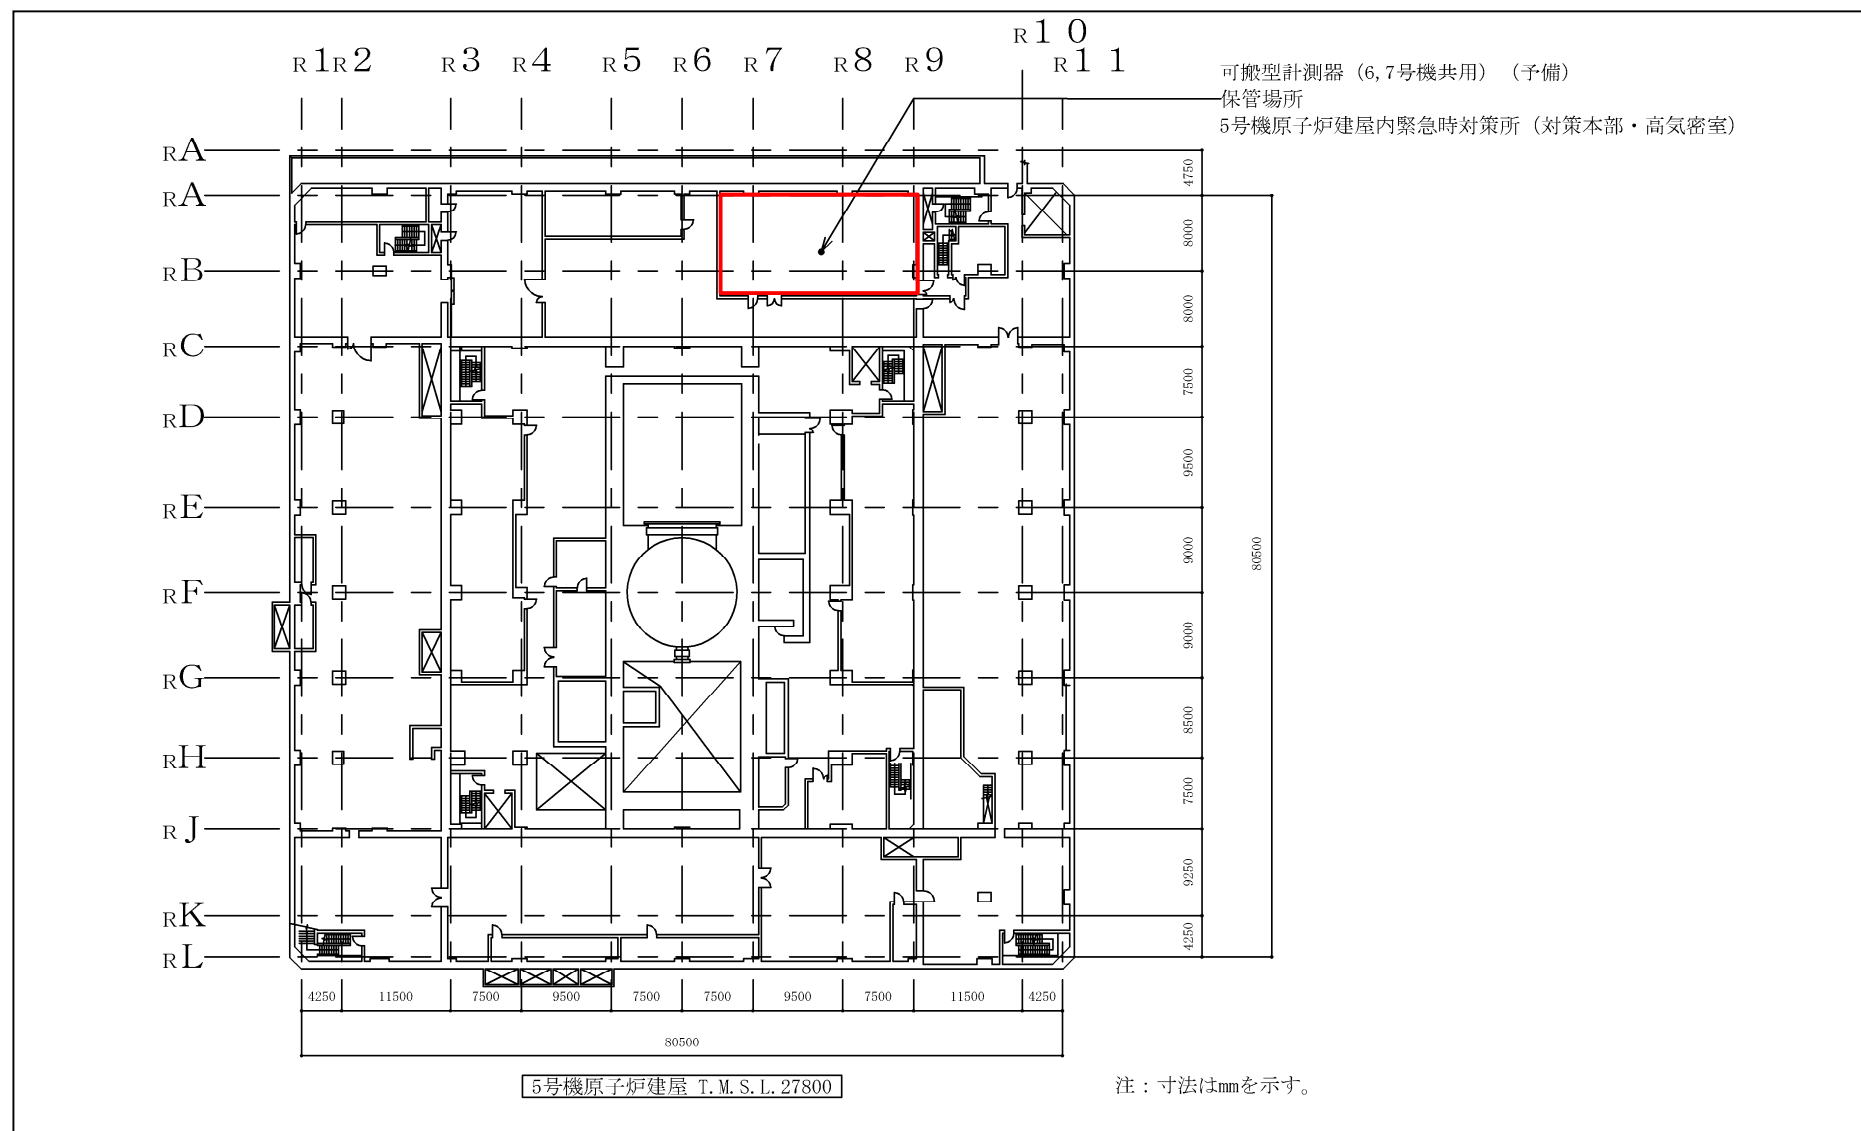 R10
R1 R2 R3 R4 R5 R6 R7 R8 R9 R11
可搬型計測器（6,7号機共用）（予備）
保管場所
5号機原子炉建屋内緊急時対策所（対策本部・高気密室）
RA
4750
RA
8000
RB
8000
RC
7500
RD
9500
RE
9000
80500
RF
9000
RG
8500
RH
7500
RJ
9250
RK
4250
RL
4250 11500 7500 9500 7500 7500 9500 7500 11500 4250
80500
5号機原子炉建屋 T.M.S.L.27800
注：寸法はmmを示す。